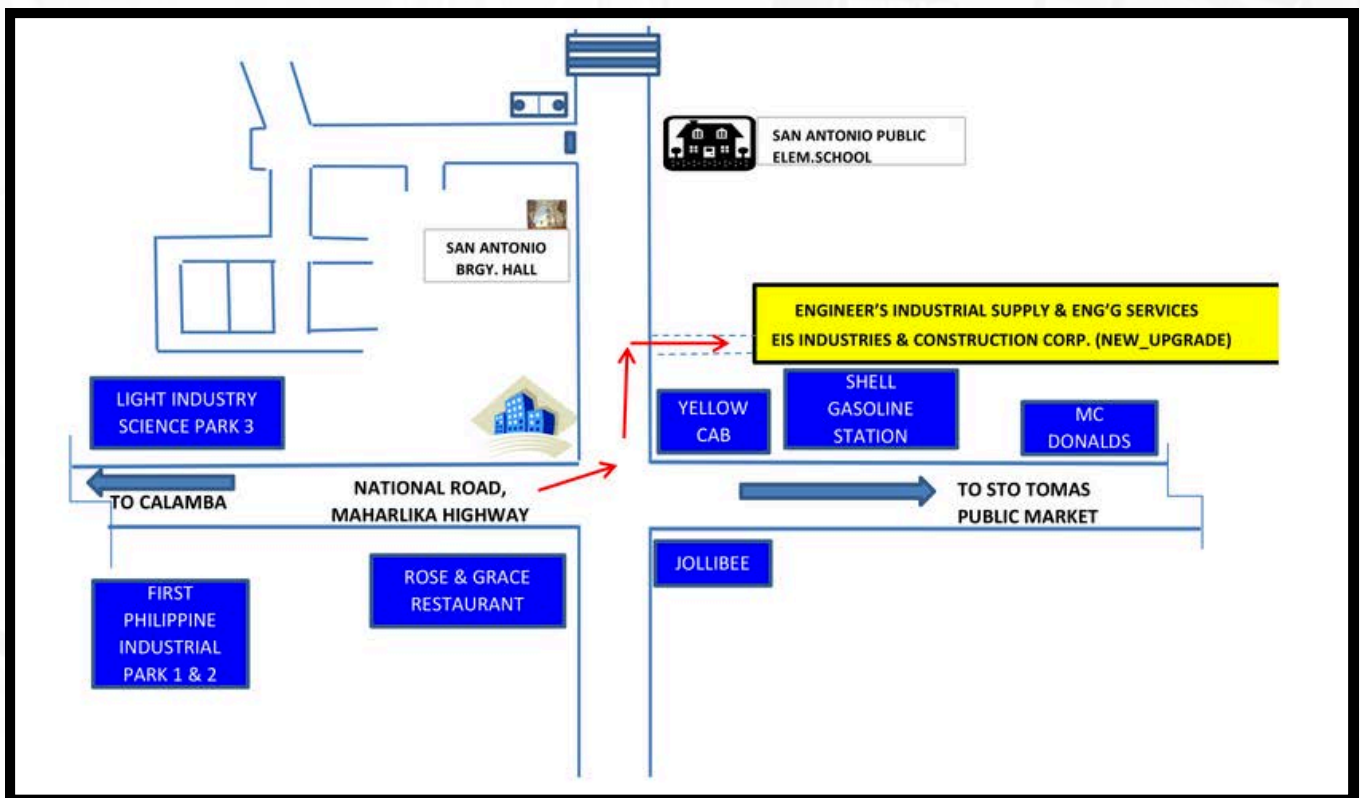 SAN ANTONIO PUBLIC
ELEM.SCHOOL
SAN ANTONIO
BRGY. HALL
ENGINEER'S INDUSTRIAL SUPPLY & ENG'G SERVICES
EIS INDUSTRIES & CONSTRUCTION CORP. (NEW_UPGRADE)
LIGHT INDUSTRY
SCIENCE PARK 3
YELLOW
CAB
SHELL
GASOLINE
STATION
MC
DONALDS
TO CALAMBA
NATIONAL ROAD,
MAHARLIKA HIGHWAY
TO STO TOMAS
PUBLIC MARKET
FIRST
PHILIPPINE
INDUSTRIAL
PARK 1 & 2
ROSE & GRACE
RESTAURANT
JOLLIBEE